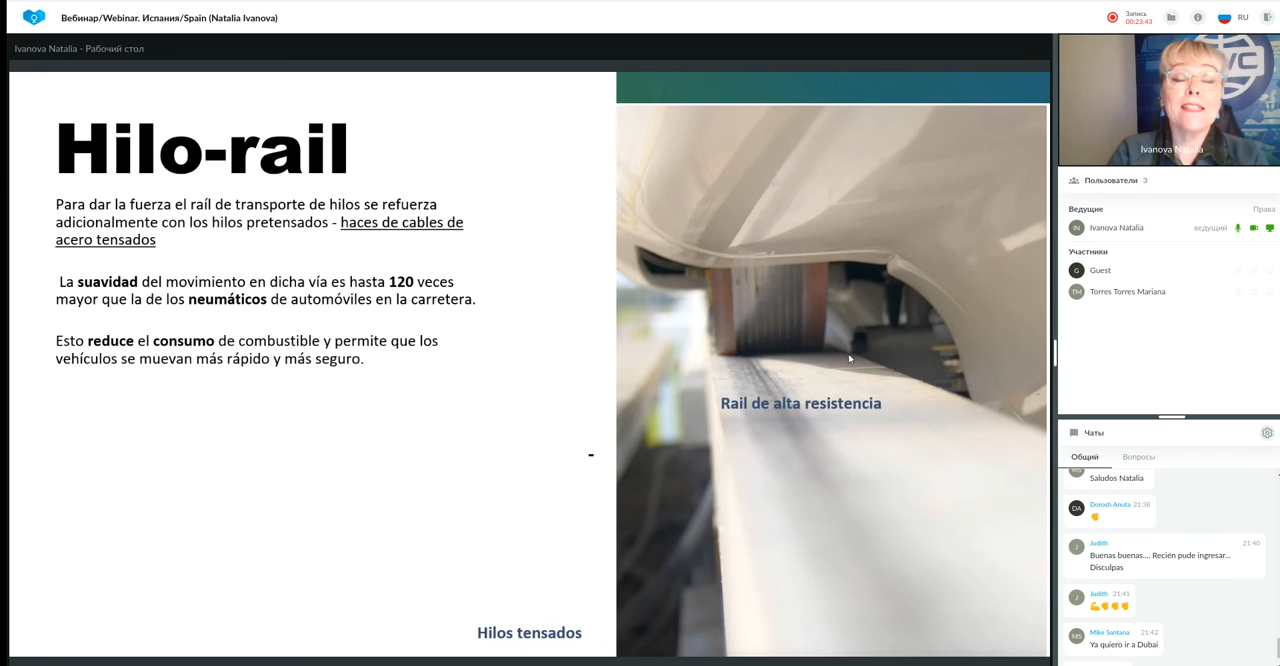 Вебинар/Webinar. Испания/Spain (Natalia Ivanova)
Запись
00:23:43
RU
Ivanova Natalia - Рабочий стол
Hilo-rail
Para dar la fuerza el raíl de transporte de hilos se refuerza
adicionalmente con los hilos pretensados - haces de cables de
acero tensados
La suavidad del movimiento en dicha vía es hasta 120 veces
mayor que la de los neumáticos de automóviles en la carretera.
Esto reduce el consumo de combustible y permite que los
vehículos se muevan más rápido y más seguro.
-
Hilos tensados
Rail de alta resistencia
Ivanova Natalia
Пользователи 3
Ведущие Права
IN Ivanova Natalia ведущий
Участники
G Guest
TM Torres Torres Mariana
Чаты
Общий Вопросы
MS
Saludos Natalia
DA Dorosh Anuta 21:38
✊
J Judith 21:40
Buenas buenas.... Recién pude ingresar...
Disculpas
J Judith 21:41
💪✊✊✊
MS Mike Santana 21:42
Ya quiero ir a Dubai